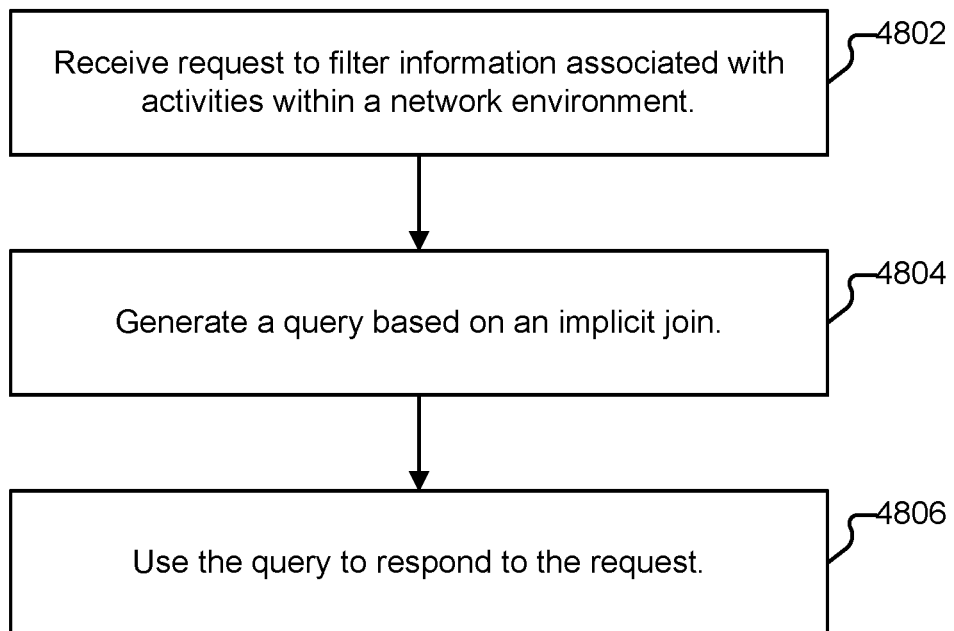 Receive request to filter information associated with
activities within a network environment.
4802
Generate a query based on an implicit join.
4804
Use the query to respond to the request.
4806